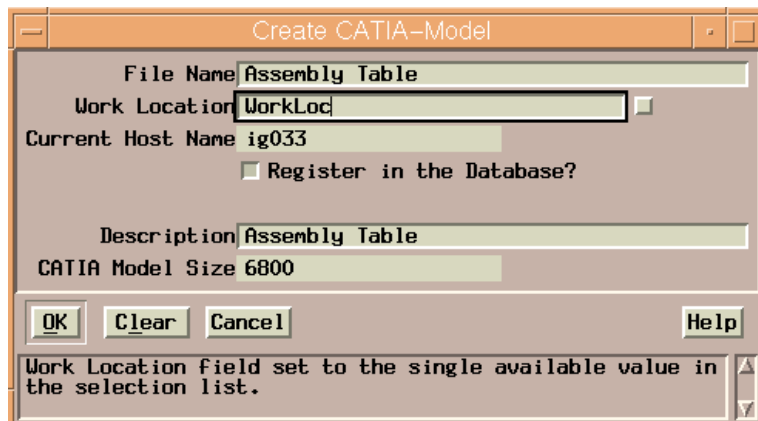 Create CATIA-Model
File Name Assembly Table
Work Location WorkLoc
Current Host Name ig033
Register in the Database?
Description Assembly Table
CATIA Model Size 6800
OK Clear Cancel Help
Work Location field set to the single available value in
the selection list.